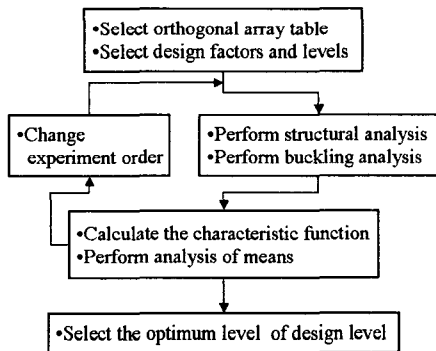 •Select orthogonal array table
•Select design factors and levels
•Change
experiment order
•Perform structural analysis
•Perform buckling analysis
•Calculate the characteristic function
•Perform analysis of means
•Select the optimum level of design level